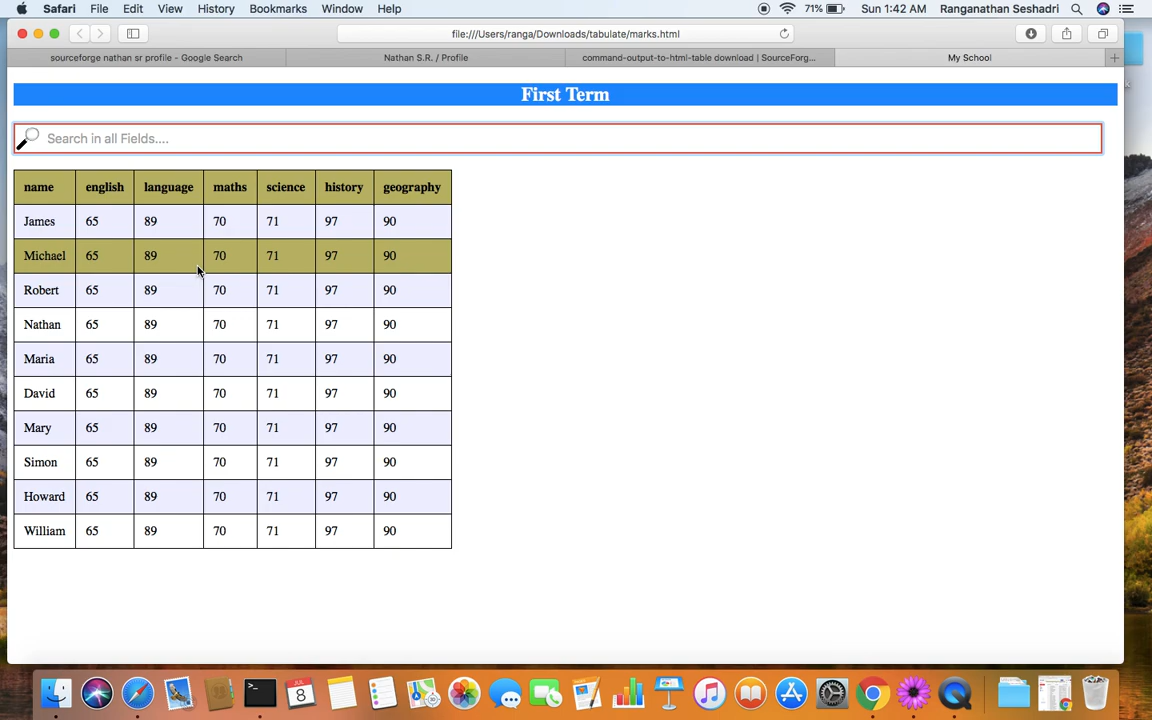 Safari File Edit View History Bookmarks Window Help 71% Sun 1:42 AM Ranganathan Seshadri
file:///Users/ranga/Downloads/tabulate/marks.html
sourceforge nathan sr profile - Google Search Nathan S.R. / Profile command-output-to-html-table download | SourceForg... My School
First Term
Search in all Fields....
name english language maths science history geography
James 65 89 70 71 97 90
Michael 65 89 70 71 97 90
Robert 65 89 70 71 97 90
Nathan 65 89 70 71 97 90
Maria 65 89 70 71 97 90
David 65 89 70 71 97 90
Mary 65 89 70 71 97 90
Simon 65 89 70 71 97 90
Howard 65 89 70 71 97 90
William 65 89 70 71 97 90
JUL
8